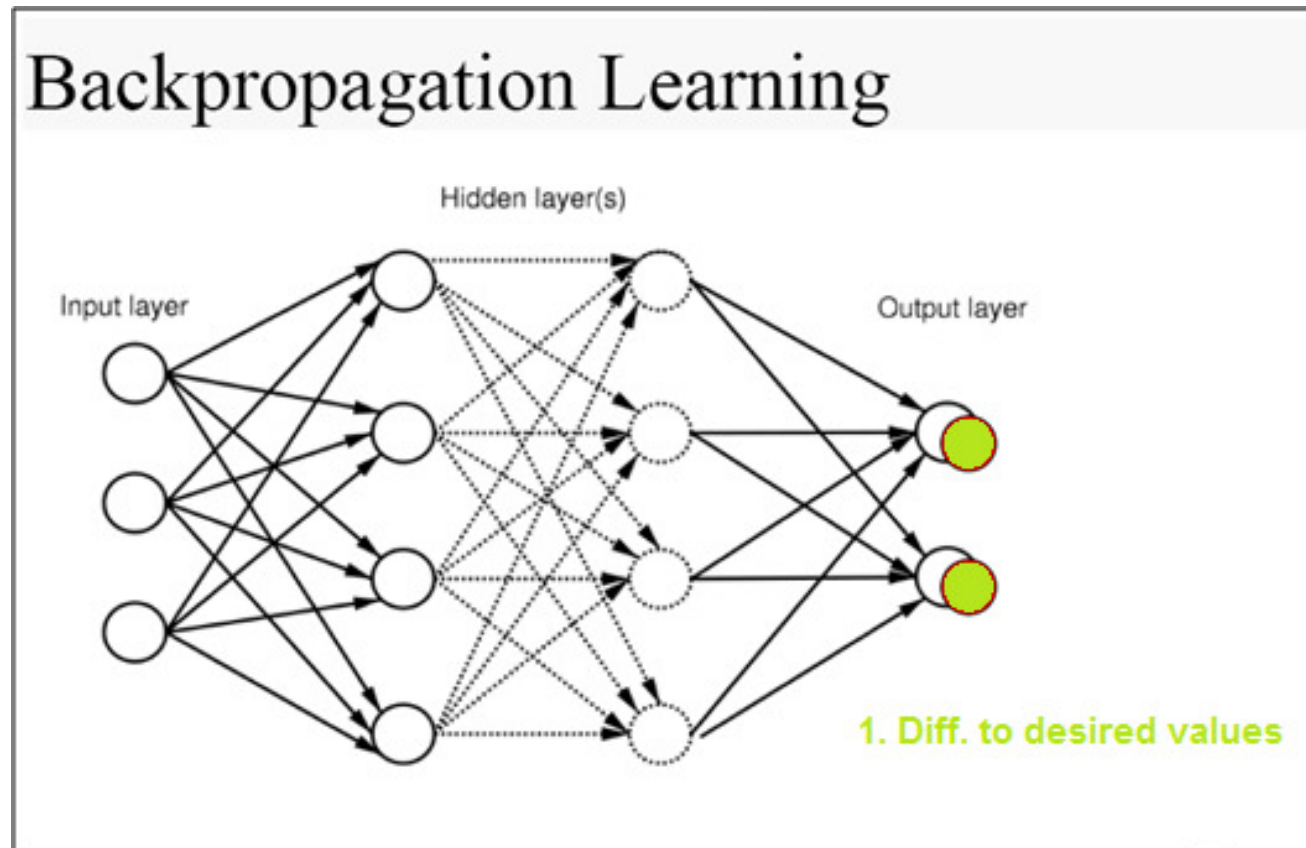 Backpropagation Learning
Hidden layer(s)
Input layer
Output layer
1. Diff. to desired values